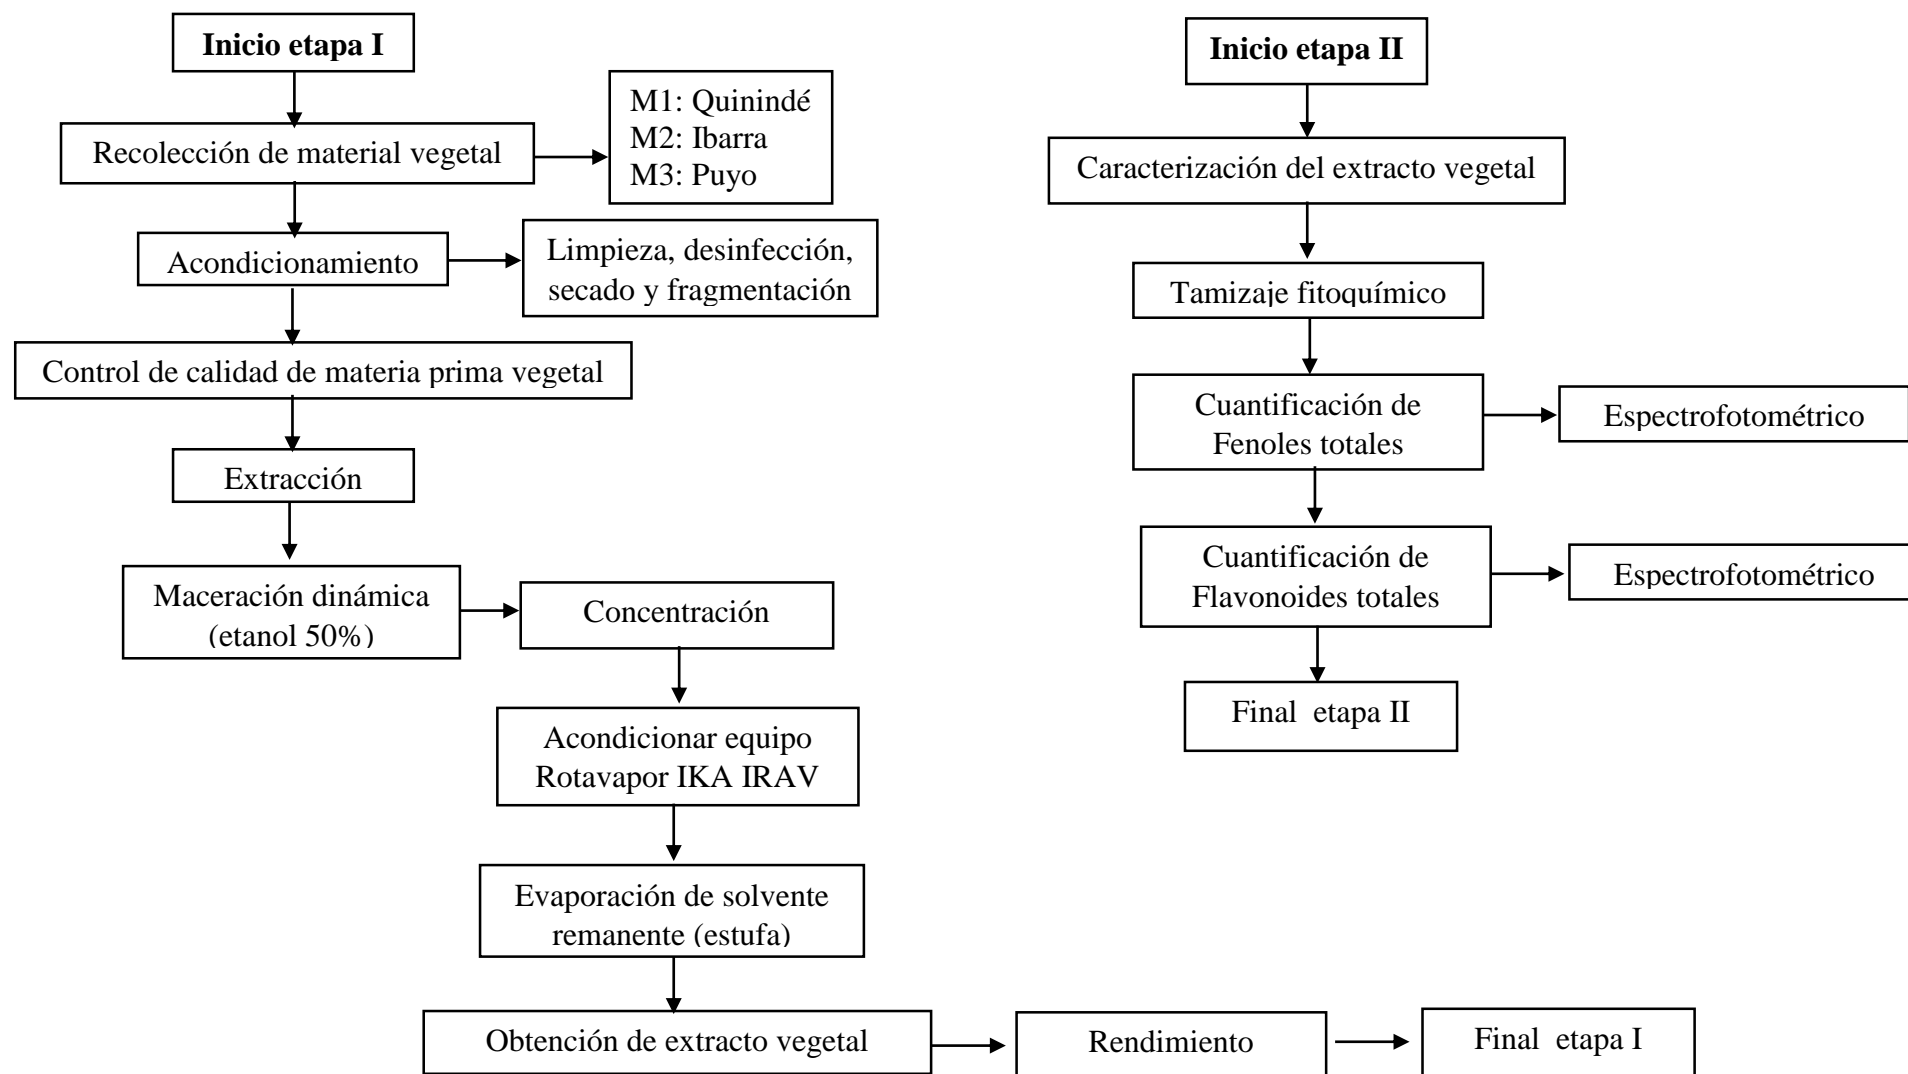 Inicio etapa I
Recolección de material vegetal
M1: Quinindé
M2: Ibarra
M3: Puyo
Acondicionamiento
Limpieza, desinfección,
secado y fragmentación
Control de calidad de materia prima vegetal
Extracción
Maceración dinámica
(etanol 50%)
Concentración
Acondicionar equipo
Rotavapor IKA IRAV
Evaporación de solvente
remanente (estufa)
Obtención de extracto vegetal
Rendimiento
Final etapa I
Inicio etapa II
Caracterización del extracto vegetal
Tamizaje fitoquímico
Cuantificación de
Fenoles totales
Espectrofotométrico
Cuantificación de
Flavonoides totales
Espectrofotométrico
Final etapa II